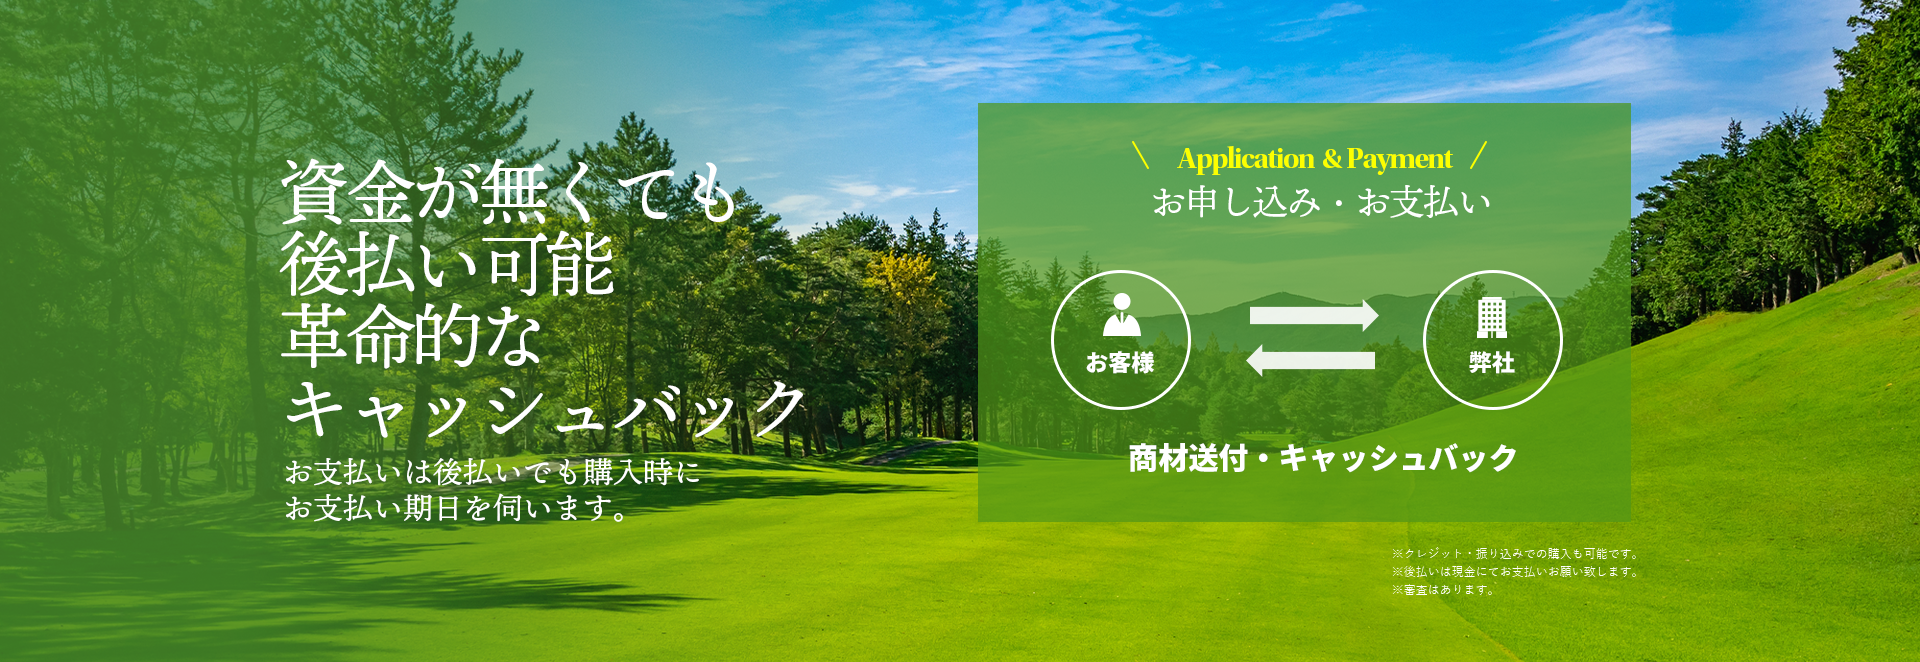 資金が無くても
後払い可能
革命的な
キャッシュバック
お支払いは後払いでも購入時に
お支払い期日を伺います。
Application & Payment
お申し込み・お支払い
お客様
弊社
商材送付・キャッシュバック
※クレジット・振り込みでの購入も可能です。
※後払いは現金にてお支払いお願い致します。
※審査はあります。